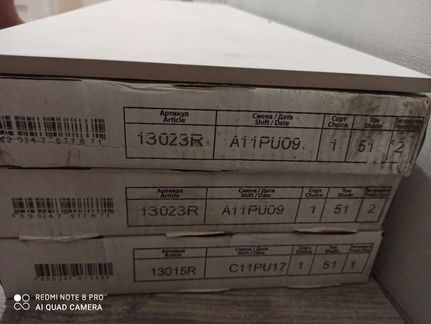 Артикул Article Смена / Дата Shift / Date Сорт Choice Тон Shade
13023R A11PU09 1 51 2
Артикул Article Смена / Дата Shift / Date Сорт Choice Тон Shade
13023R A11PU09 1 51 2
Артикул Article Смена / Дата Shift / Date Сорт Choice Тон Shade
13015R C11PU17 1 51 1
REDMI NOTE 8 PRO
AI QUAD CAMERA